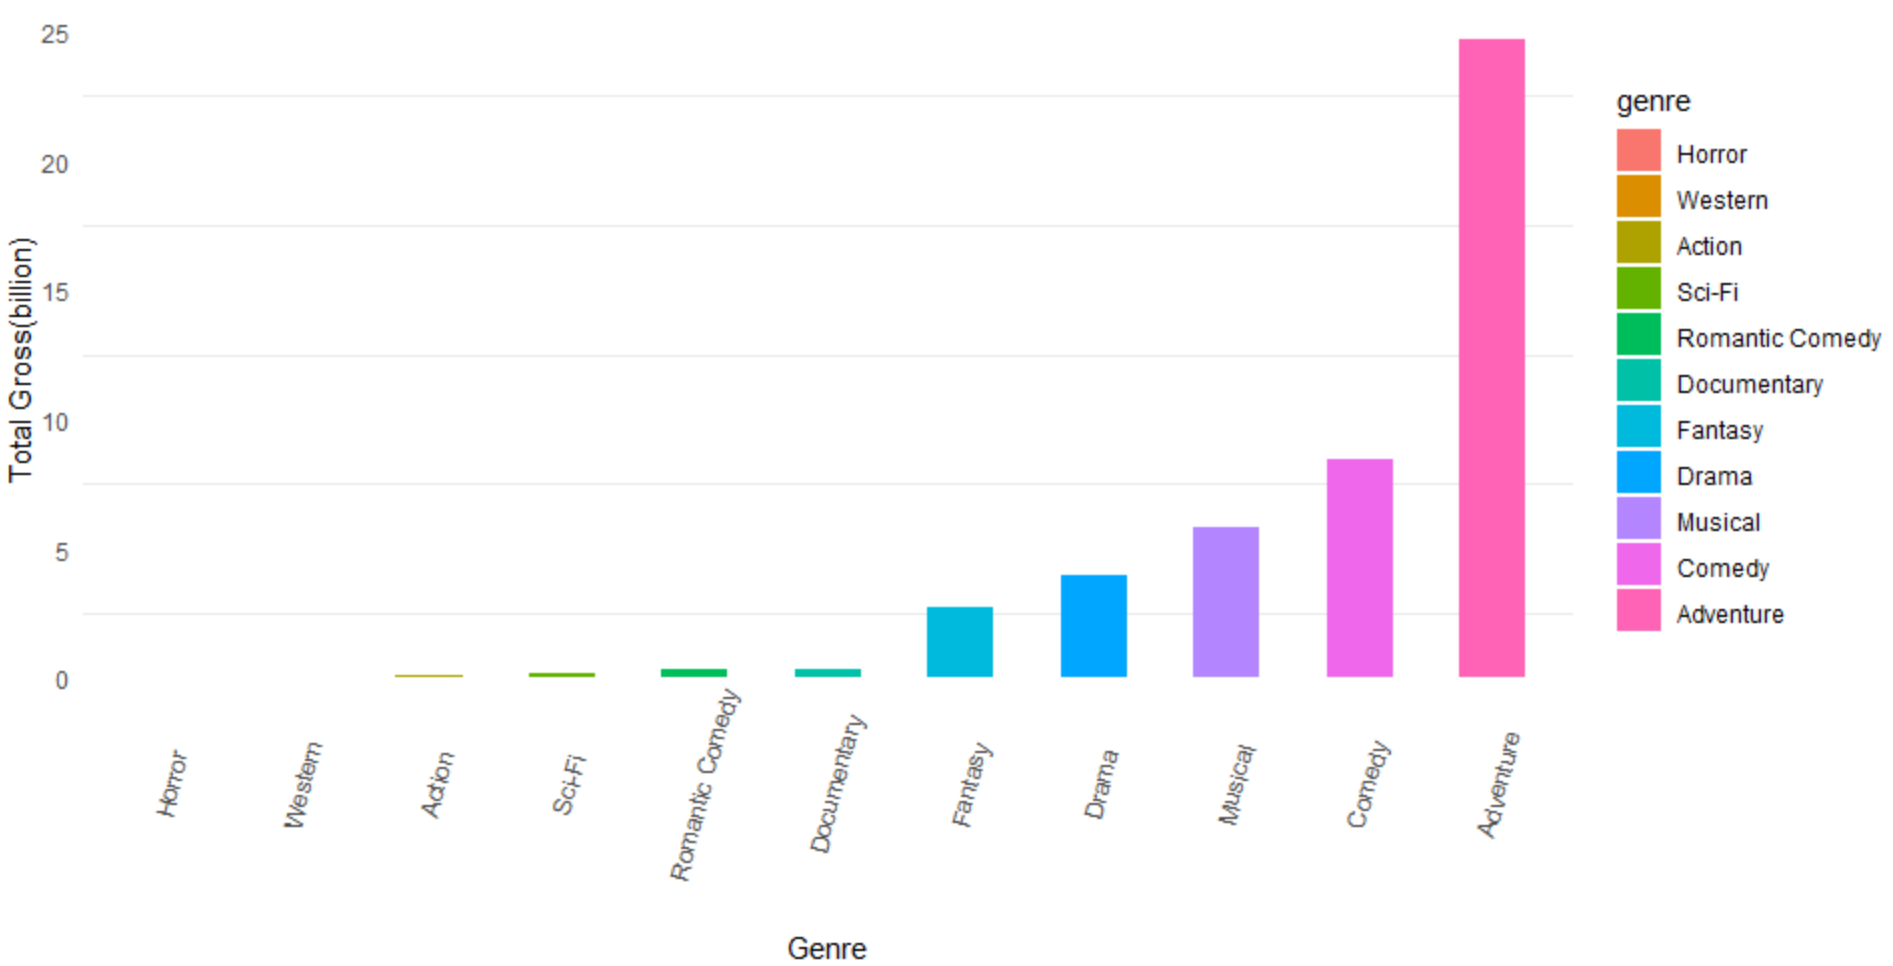 Total Gross(billion)
25
20
15
10
5
0
Horror
Western
Action
Sci-Fi
Romantic Comedy
Documentary
Fantasy
Drama
Musical
Comedy
Adventure
Genre
genre
Horror
Western
Action
Sci-Fi
Romantic Comedy
Documentary
Fantasy
Drama
Musical
Comedy
Adventure